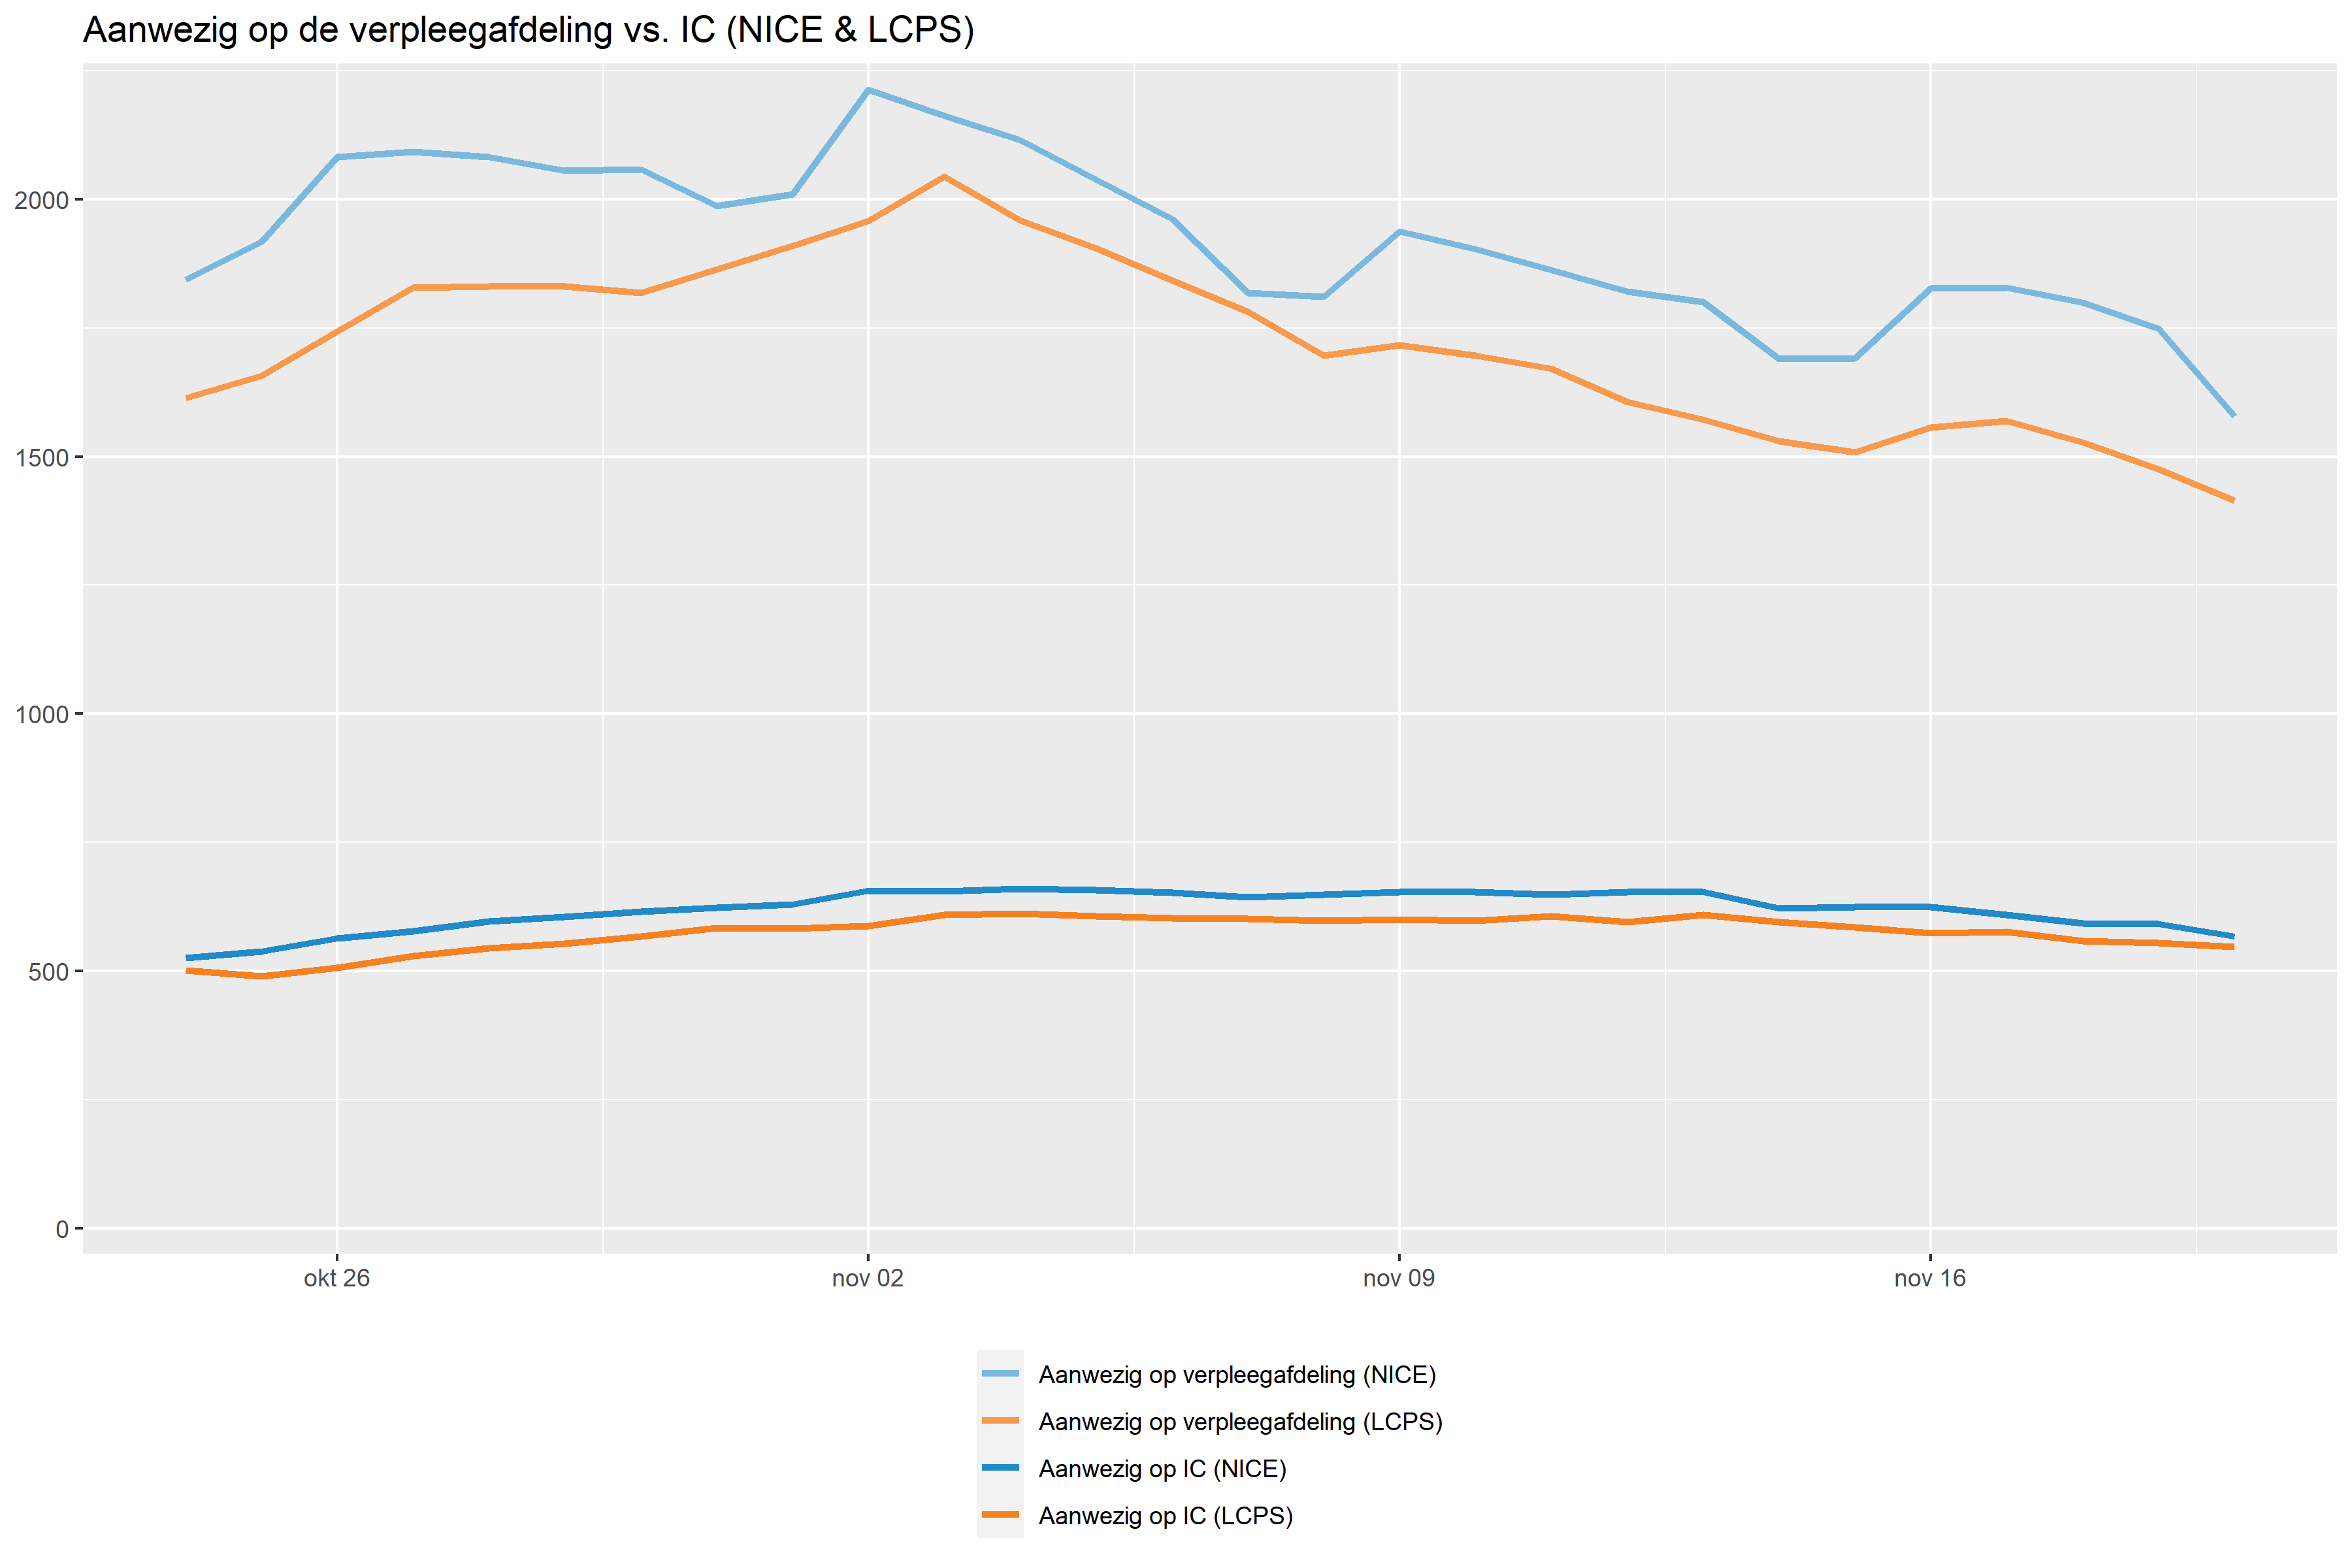 Aanwezig op de verpleegafdeling vs. IC (NICE & LCPS)
2000
1500
1000
500
0
okt 26
nov 02
nov 09
nov 16
Aanwezig op verpleegafdeling (NICE)
Aanwezig op verpleegafdeling (LCPS)
Aanwezig op IC (NICE)
Aanwezig op IC (LCPS)